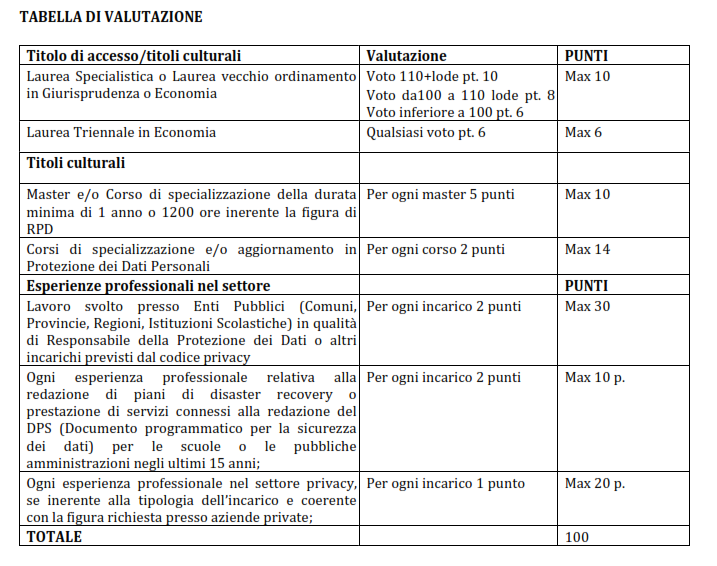 TABELLA DI VALUTAZIONE
Titolo di accesso/titoli culturali Valutazione PUNTI
Laurea Specialistica o Laurea vecchio ordinamento Voto 110+lode pt. 10 Max 10
in Giurisprudenza o Economia Voto da100 a 110 lode pt. 8
Voto inferiore a 100 pt. 6
Laurea Triennale in Economia Qualsiasi voto pt. 6 Max 6
Titoli culturali
Master e/o Corso di specializzazione della durata Per ogni master 5 punti Max 10
minima di 1 anno o 1200 ore inerente la figura di
RPD
Corsi di specializzazione e/o aggiornamento in Per ogni corso 2 punti Max 14
Protezione dei Dati Personali
Esperienze professionali nel settore PUNTI
Lavoro svolto presso Enti Pubblici (Comuni, Per ogni incarico 2 punti Max 30
Provincie, Regioni, Istituzioni Scolastiche) in qualità
di Responsabile della Protezione dei Dati o altri
incarichi previsti dal codice privacy
Ogni esperienza professionale relativa alla Per ogni incarico 2 punti Max 10 p.
redazione di piani di disaster recovery o
prestazione di servizi connessi alla redazione del
DPS (Documento programmatico per la sicurezza
dei dati) per le scuole o le pubbliche
amministrazioni negli ultimi 15 anni;
Ogni esperienza professionale nel settore privacy, Per ogni incarico 1 punto Max 20 p.
se inerente alla tipologia dell'incarico e coerente
con la figura richiesta presso aziende private;
TOTALE 100